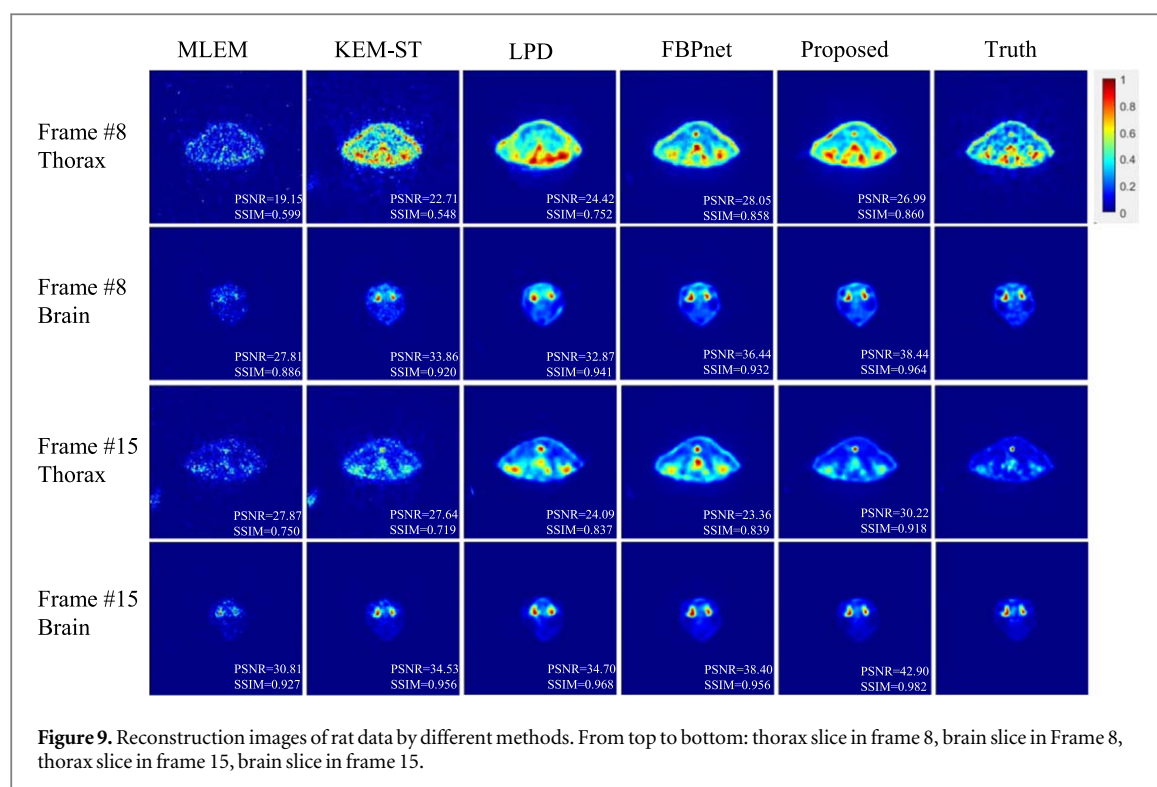 MLEM KEM-ST LPD FBPnet Proposed Truth
Frame #8
Thorax
PSNR=19.15
SSIM=0.599
PSNR=22.71
SSIM=0.548
PSNR=24.42
SSIM=0.752
PSNR=28.05
SSIM=0.858
PSNR=26.99
SSIM=0.860
1
0.8
0.6
0.4
0.2
0
Frame #8
Brain
PSNR=27.81
SSIM=0.886
PSNR=33.86
SSIM=0.920
PSNR=32.87
SSIM=0.941
PSNR=36.44
SSIM=0.932
PSNR=38.44
SSIM=0.964
Frame #15
Thorax
PSNR=27.87
SSIM=0.750
PSNR=27.64
SSIM=0.719
PSNR=24.09
SSIM=0.837
PSNR=23.36
SSIM=0.839
PSNR=30.22
SSIM=0.918
Frame #15
Brain
PSNR=30.81
SSIM=0.927
PSNR=34.53
SSIM=0.956
PSNR=34.70
SSIM=0.968
PSNR=38.40
SSIM=0.956
PSNR=42.90
SSIM=0.982
Figure 9. Reconstruction images of rat data by different methods. From top to bottom: thorax slice in frame 8, brain slice in Frame 8,
thorax slice in frame 15, brain slice in frame 15.